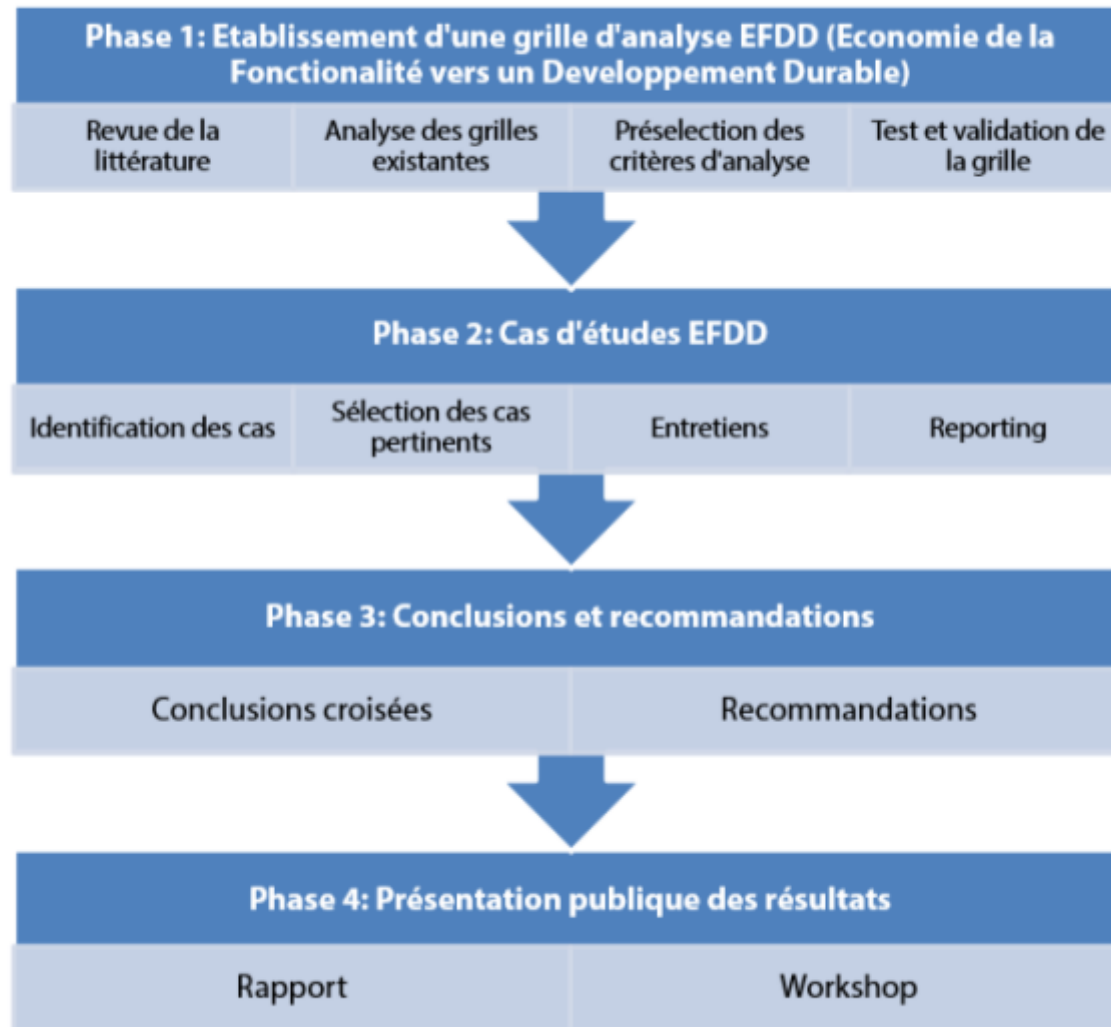 Phase 1: Etablissement d'une grille d'analyse EFDD (Economie de la
Fonctionalité vers un Developpement Durable)
Revue de la
littérature
Analyse des grilles
existantes
Préselection des
critères d'analyse
Test et validation de
la grille
Phase 2: Cas d'études EFDD
Identification des cas
Sélection des cas
pertinents
Entretiens
Reporting
Phase 3: Conclusions et recommandations
Conclusions croisées
Recommandations
Phase 4: Présentation publique des résultats
Rapport
Workshop